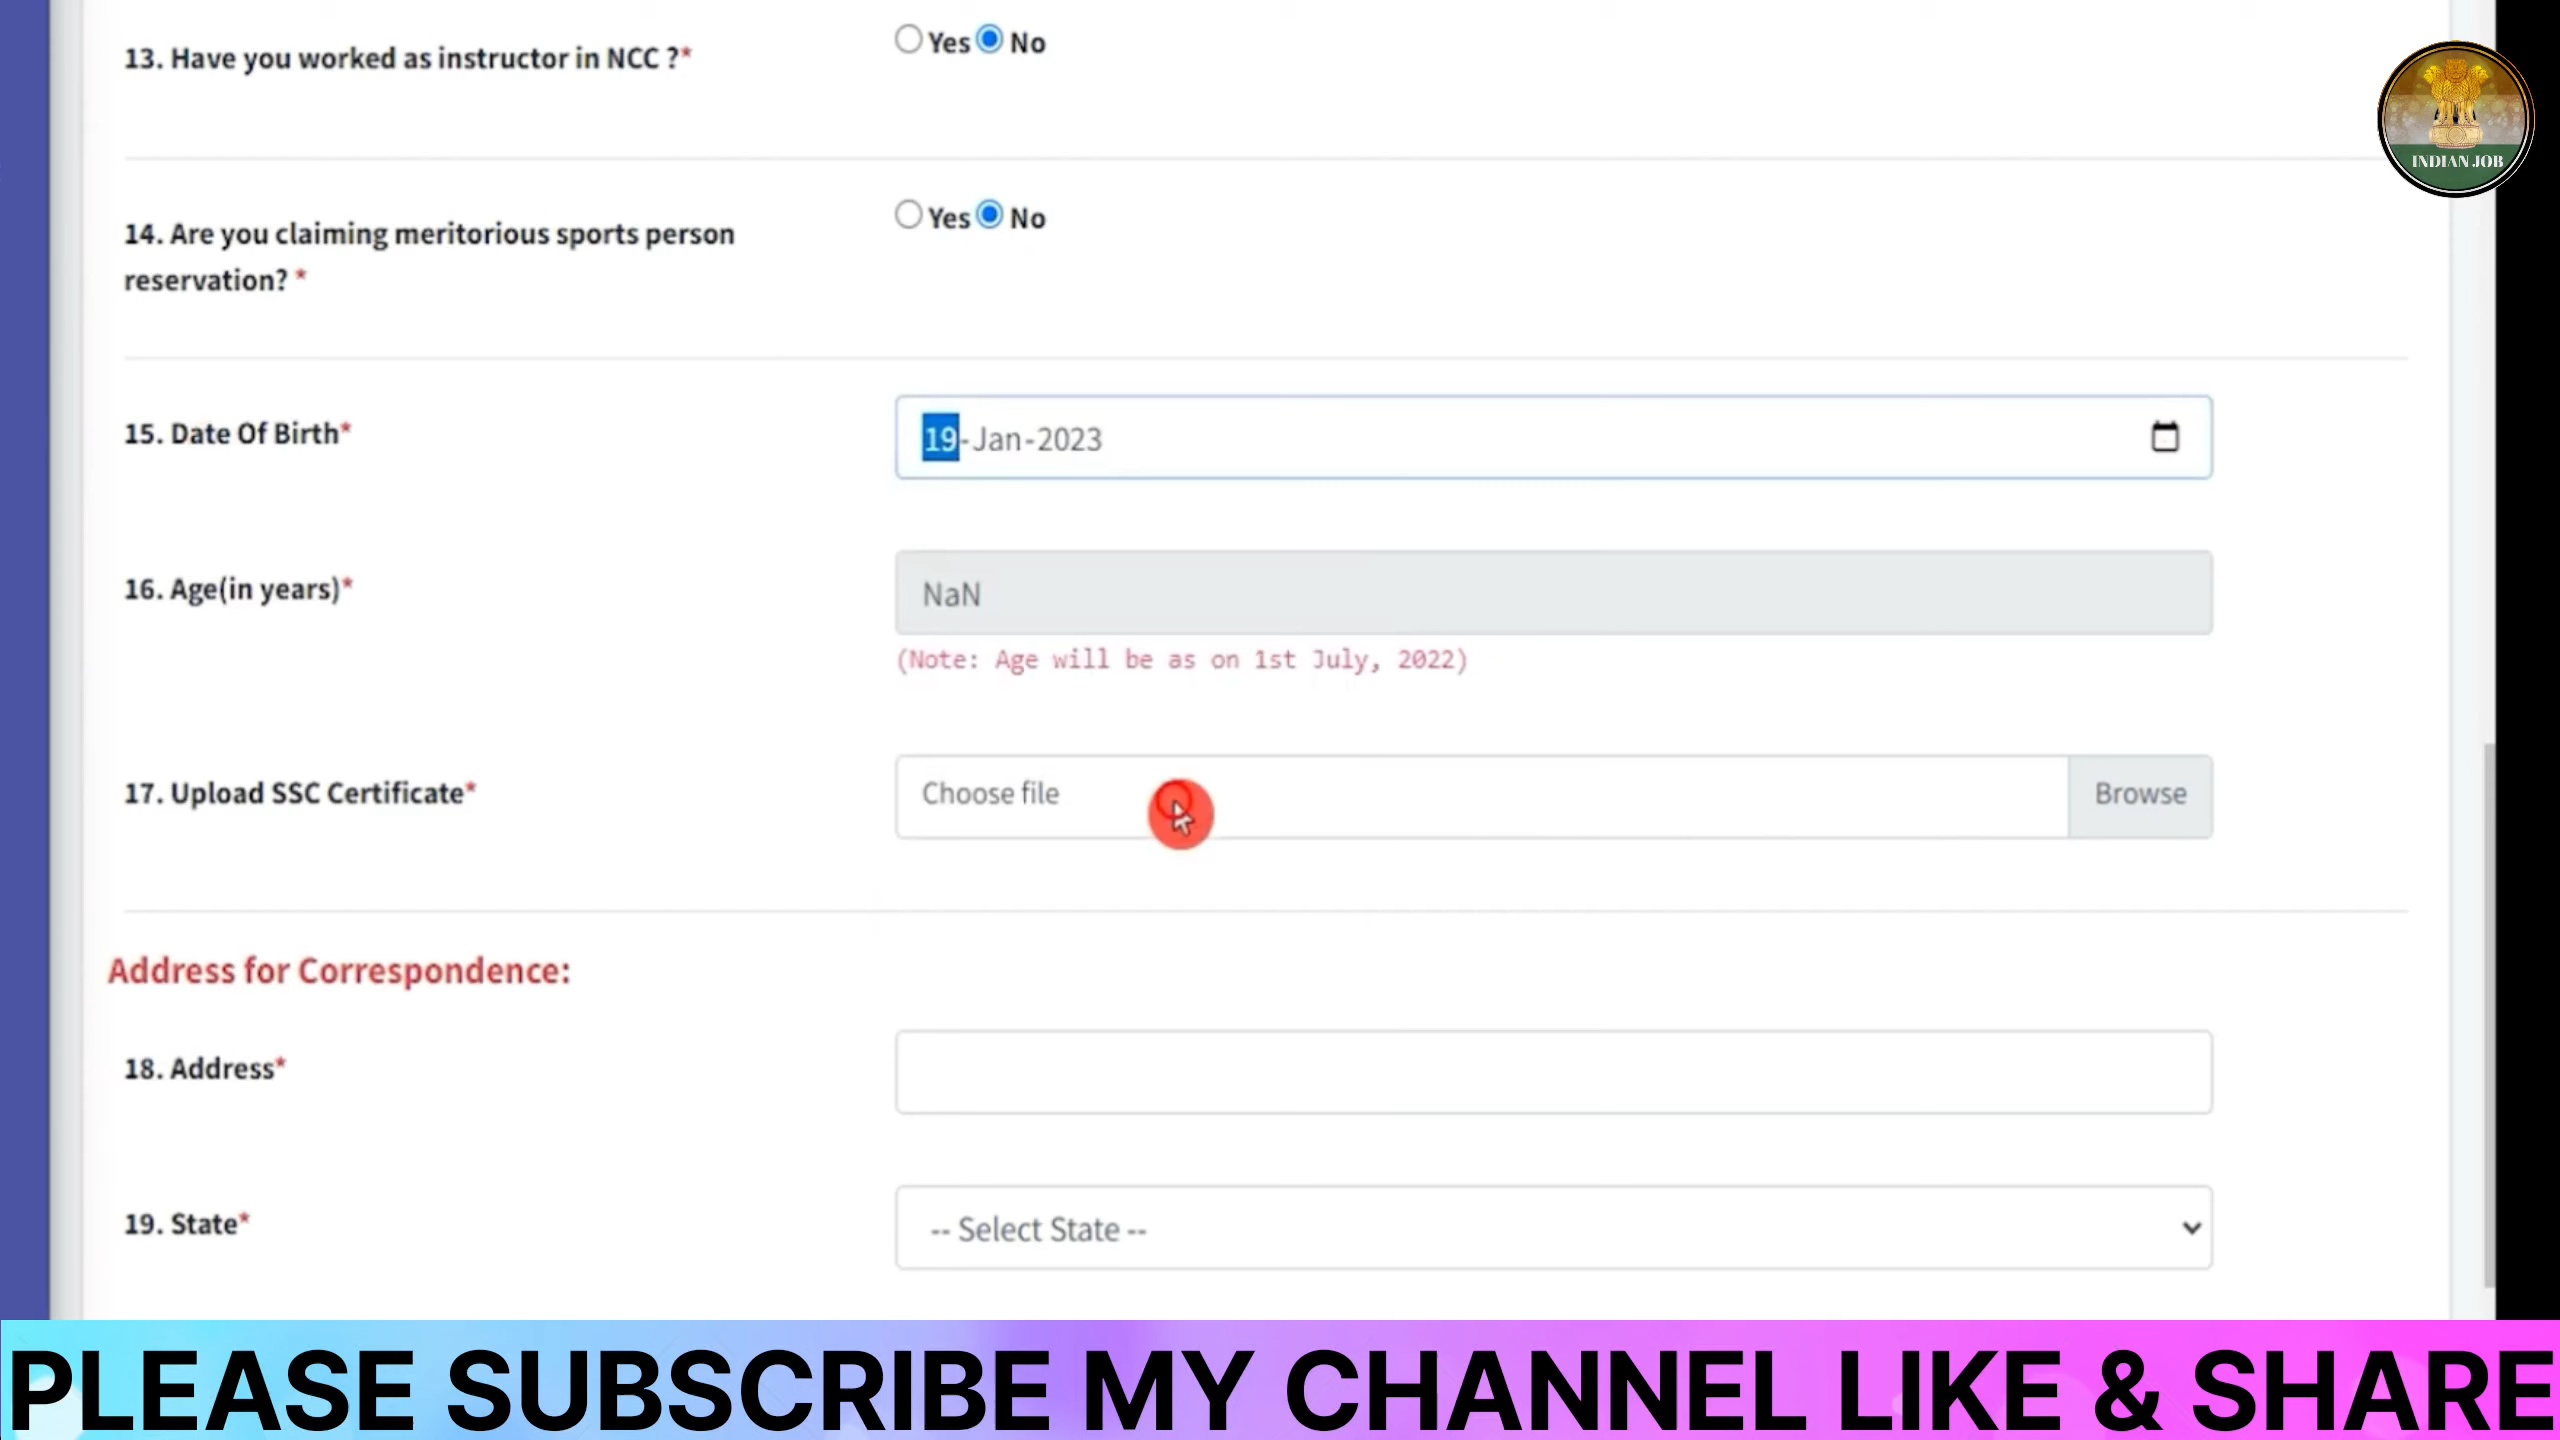 13. Have you worked as instructor in NCC ?*
Yes No
INDIAN JOB
14. Are you claiming meritorious sports person
reservation? *
Yes No
15. Date Of Birth*
19-Jan-2023
16. Age(in years)*
NaN
(Note: Age will be as on 1st July, 2022)
17. Upload SSC Certificate*
Choose file
Browse
Address for Correspondence:
18. Address*
19. State*
-- Select State --
PLEASE SUBSCRIBE MY CHANNEL LIKE & SHARE